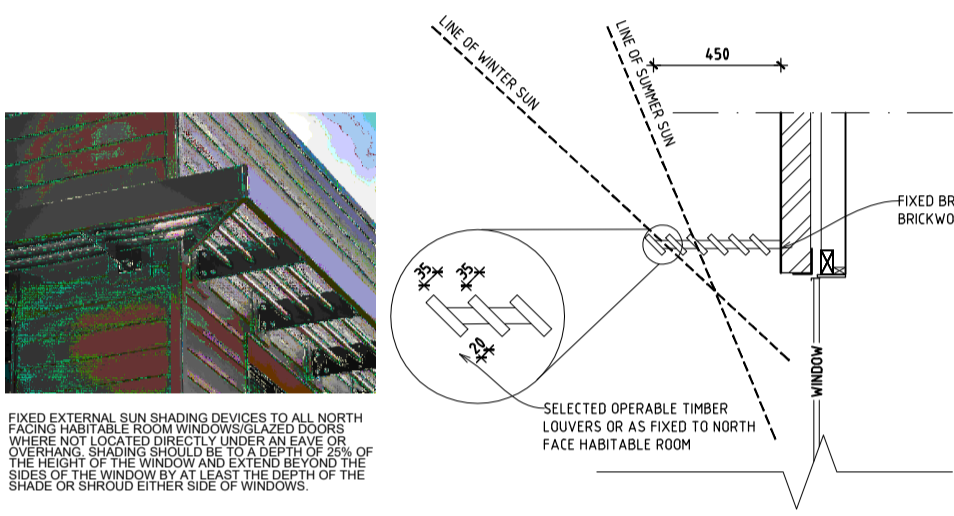 LINE OF WINTER SUN
LINE OF SUMMER SUN
450
FIXED BR
BRICKWO
35 35
20
WINDOW
SELECTED OPERABLE TIMBER
LOUVERS OR AS FIXED TO NORTH
FACE HABITABLE ROOM
FIXED EXTERNAL SUN SHADING DEVICES TO ALL NORTH
FACING HABITABLE ROOM WINDOWS/GLAZED DOORS
WHERE NOT LOCATED DIRECTLY UNDER AN EAVE OR
OVERHANG. SHADING SHOULD BE TO A DEPTH OF 25% OF
THE HEIGHT OF THE WINDOW AND EXTEND BEYOND THE
SIDES OF THE WINDOW BY AT LEAST THE DEPTH OF THE
SHADE OR SHROUD EITHER SIDE OF WINDOWS.